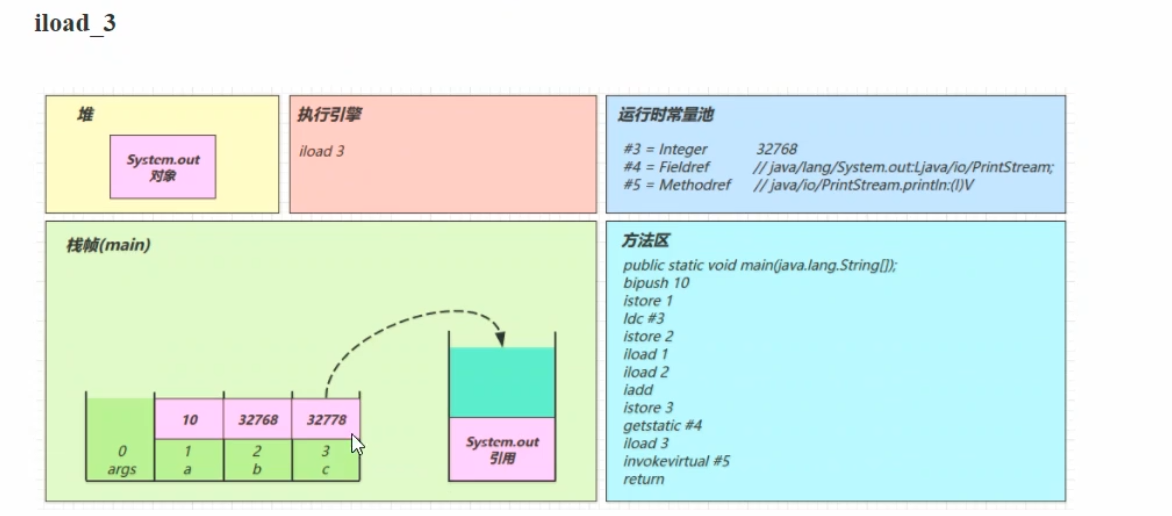 iload_3
堆
System.out
对象
执行引擎
iload 3
运行时常量池
#3 = Integer 32768
#4 = Fieldref // java/lang/System.out:Ljava/io/PrintStream;
#5 = Methodref // java/io/PrintStream.println:(I)V
栈帧(main)
10 32768 32778
0 1 2 3
args a b c
System.out
引用
方法区
public static void main(java.lang.String[]);
bipush 10
istore 1
ldc #3
istore 2
iload 1
iload 2
iadd
istore 3
getstatic #4
iload 3
invokevirtual #5
return